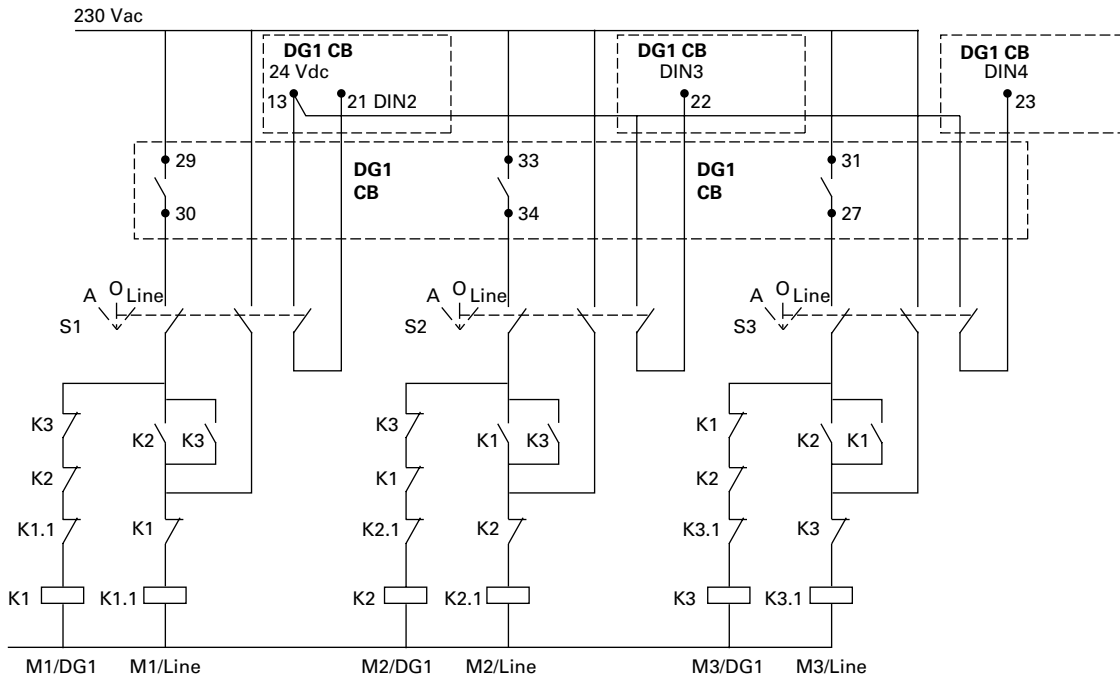 230 Vac
DG1 CB
24 Vdc
13
21 DIN2
DG1 CB
DIN3
22
DG1 CB
DIN4
23
29
30
DG1
CB
33
34
DG1
CB
31
27
A O Line
S1
A O Line
S2
A O Line
S3
K3
K2
K3
K2
K1.1
K1
K1
K1.1
K3
K1
K3
K1
K2.1
K2
K2
K2.1
K1
K2
K1
K2
K3.1
K3
K3
K3.1
M1/DG1
M1/Line
M2/DG1
M2/Line
M3/DG1
M3/Line